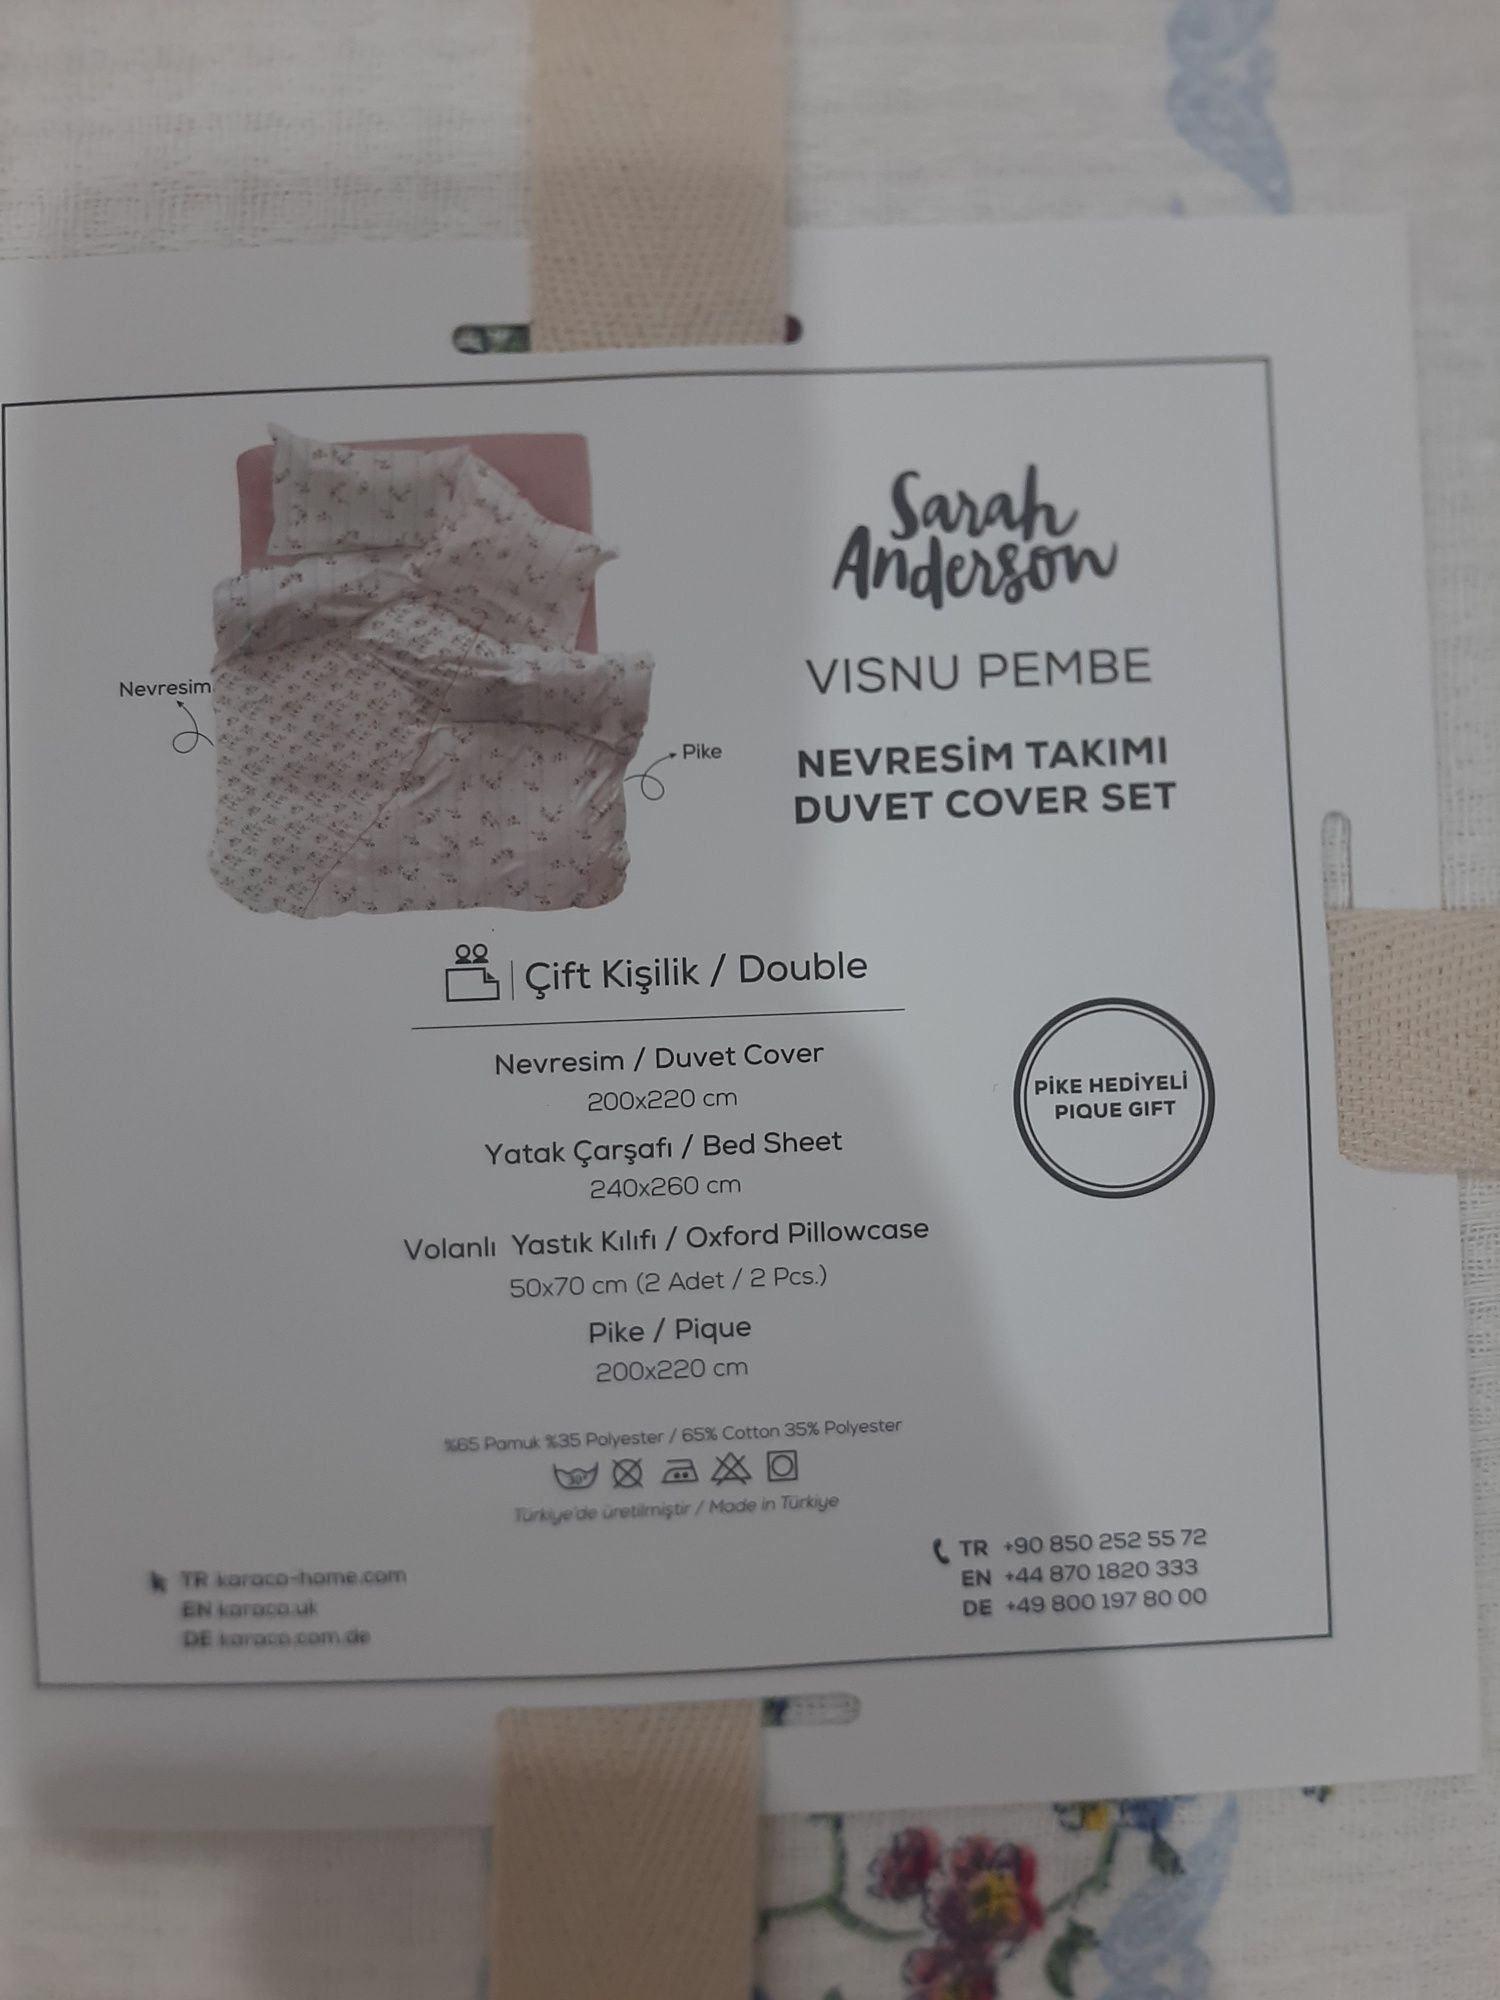 Sarah
Anderson
VISNU PEMBE
NEVRESİM TAKIMI
DUVET COVER SET
Nevresim
Pike
Çift Kişilik / Double
Nevresim / Duvet Cover
200x220 cm
Yatak Çarşafı / Bed Sheet
240x260 cm
Volanlı Yastık Kılıfı / Oxford Pillowcase
50x70 cm (2 Adet / 2 Pcs.)
Pike / Pique
200x220 cm
PİKE HEDİYELİ
PIQUE GIFT
%65 Pamuk %35 Polyester / 65% Cotton 35% Polyester
30°
Türkiye'de üretilmiştir / Made in Türkiye
TR karaca-home.com
EN karaca.uk
DE karaca.com.de
TR +90 850 252 55 72
EN +44 870 1820 333
DE +49 800 197 80 00